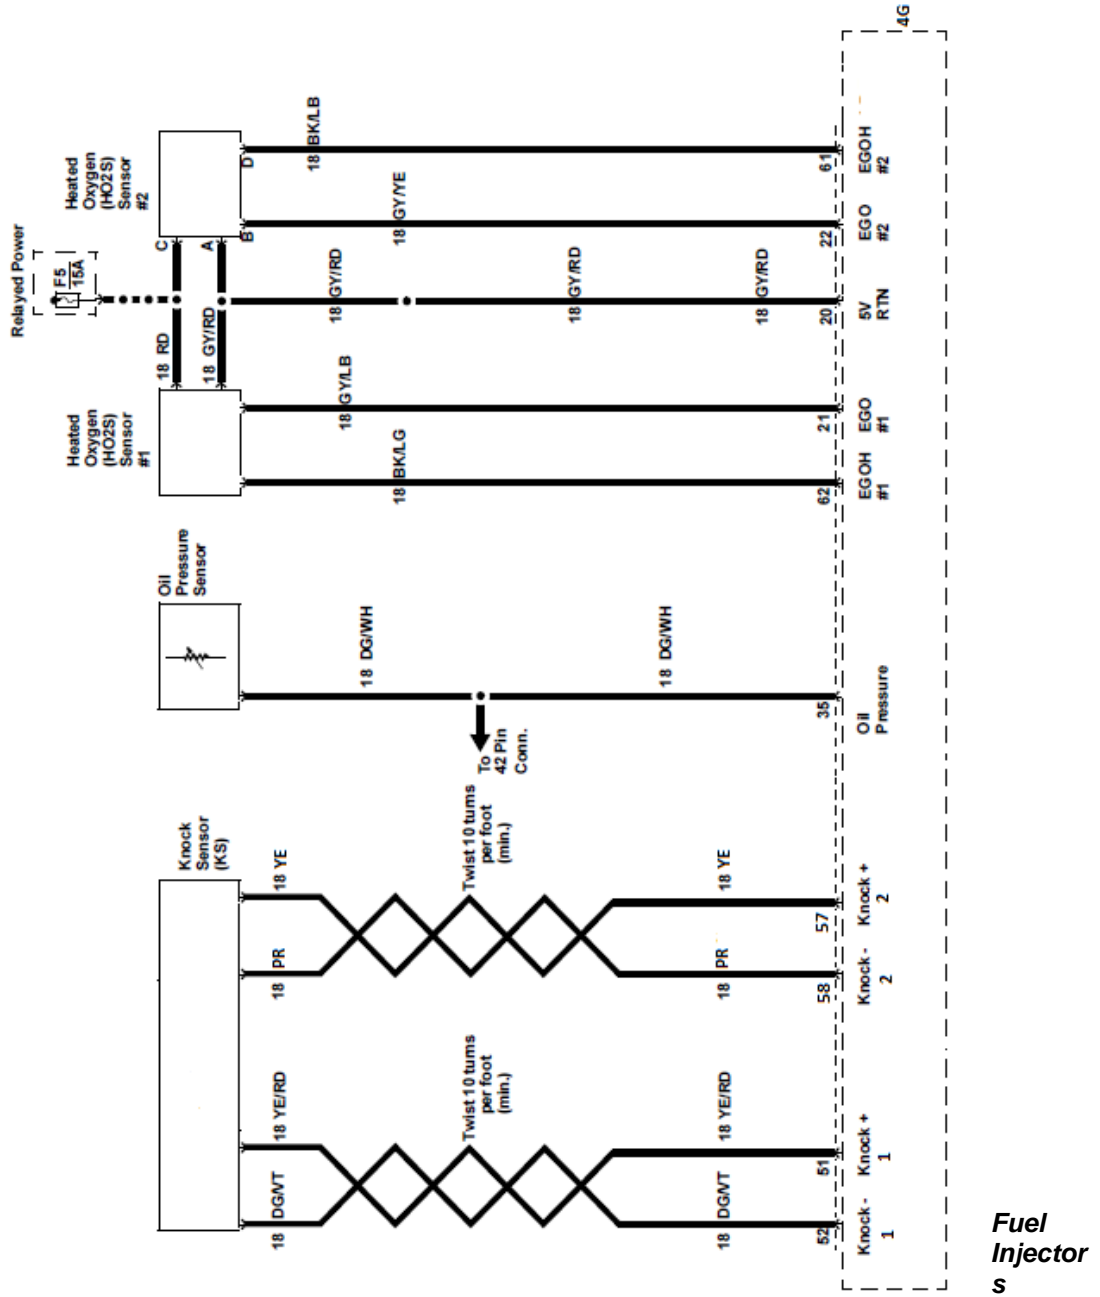 Relayed Power
F5
15A
Knock
Sensor
(KS)
Oil
Pressure
Sensor
Heated
Oxygen
(HO2S)
Sensor
#1
Heated
Oxygen
(HO2S)
Sensor
#2
18 RD
C
18 GY/RD
A
B
D
18 DG/VT
18 YE/RD
18 PR
18 YE
18 DG/WH
18 BK/LG
18 GY/LB
18 GY/RD
18 GY/YE
18 BK/LB
Twist 10 turns
per foot
(min.)
Twist 10 turns
per foot
(min.)
To
42 Pin
Conn.
18 GY/RD
18 DG/VT
18 YE/RD
18 PR
18 YE
18 DG/WH
18 GY/RD
52
51
58
57
35
62
21
20
22
61
Knock -
1
Knock +
1
Knock -
2
Knock +
2
Oil
Pressure
EGOH
#1
EGO
#1
5V
RTN
EGO
#2
EGOH
#2
4G
Fuel
Injector
s